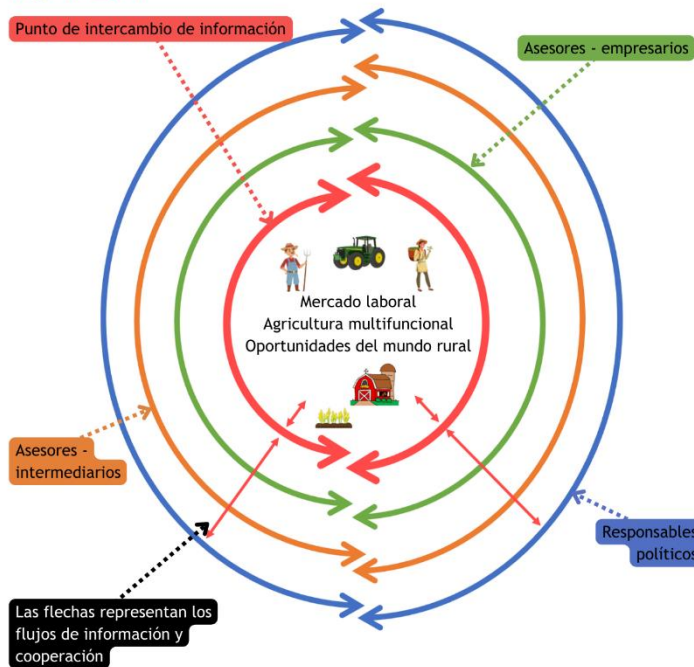 Punto de intercambio de información
Asesores - empresarios
Mercado laboral
Agricultura multifuncional
Oportunidades del mundo rural
Asesores -
intermediarios
Responsables
políticos
Las flechas representan los
flujos de información y
cooperación